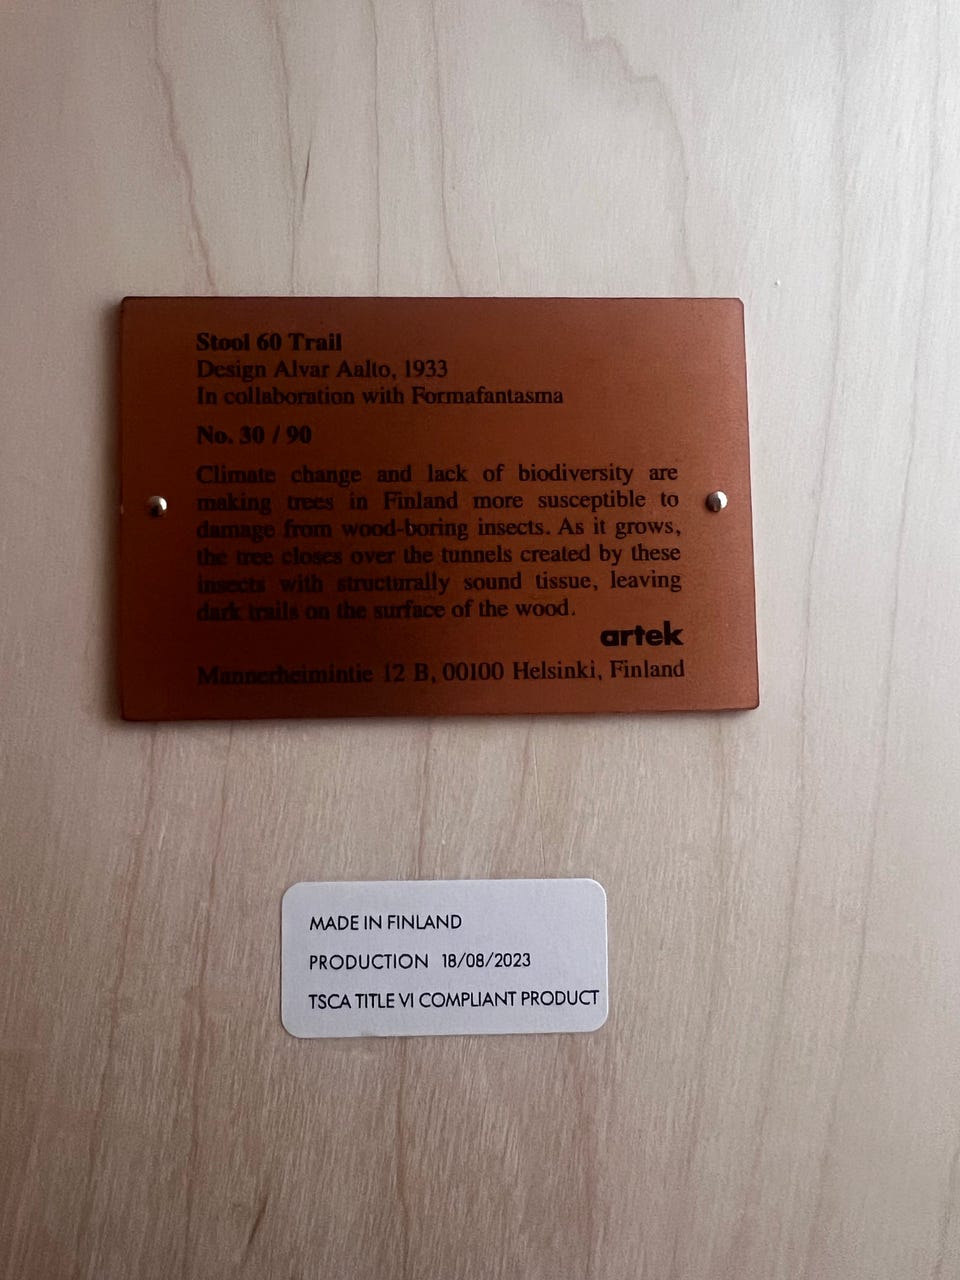 Stool 60 Trail
Design Alvar Aalto, 1933
In collaboration with Formafantasma
No. 30 / 90
Climate change and lack of biodiversity are
making trees in Finland more susceptible to
damage from wood-boring insects. As it grows,
the tree closes over the tunnels created by these
insects with structurally sound tissue, leaving
dark trails on the surface of the wood.
artek
Mannerheimintie 12 B, 00100 Helsinki, Finland
MADE IN FINLAND
PRODUCTION 18/08/2023
TSCA TITLE VI COMPLIANT PRODUCT